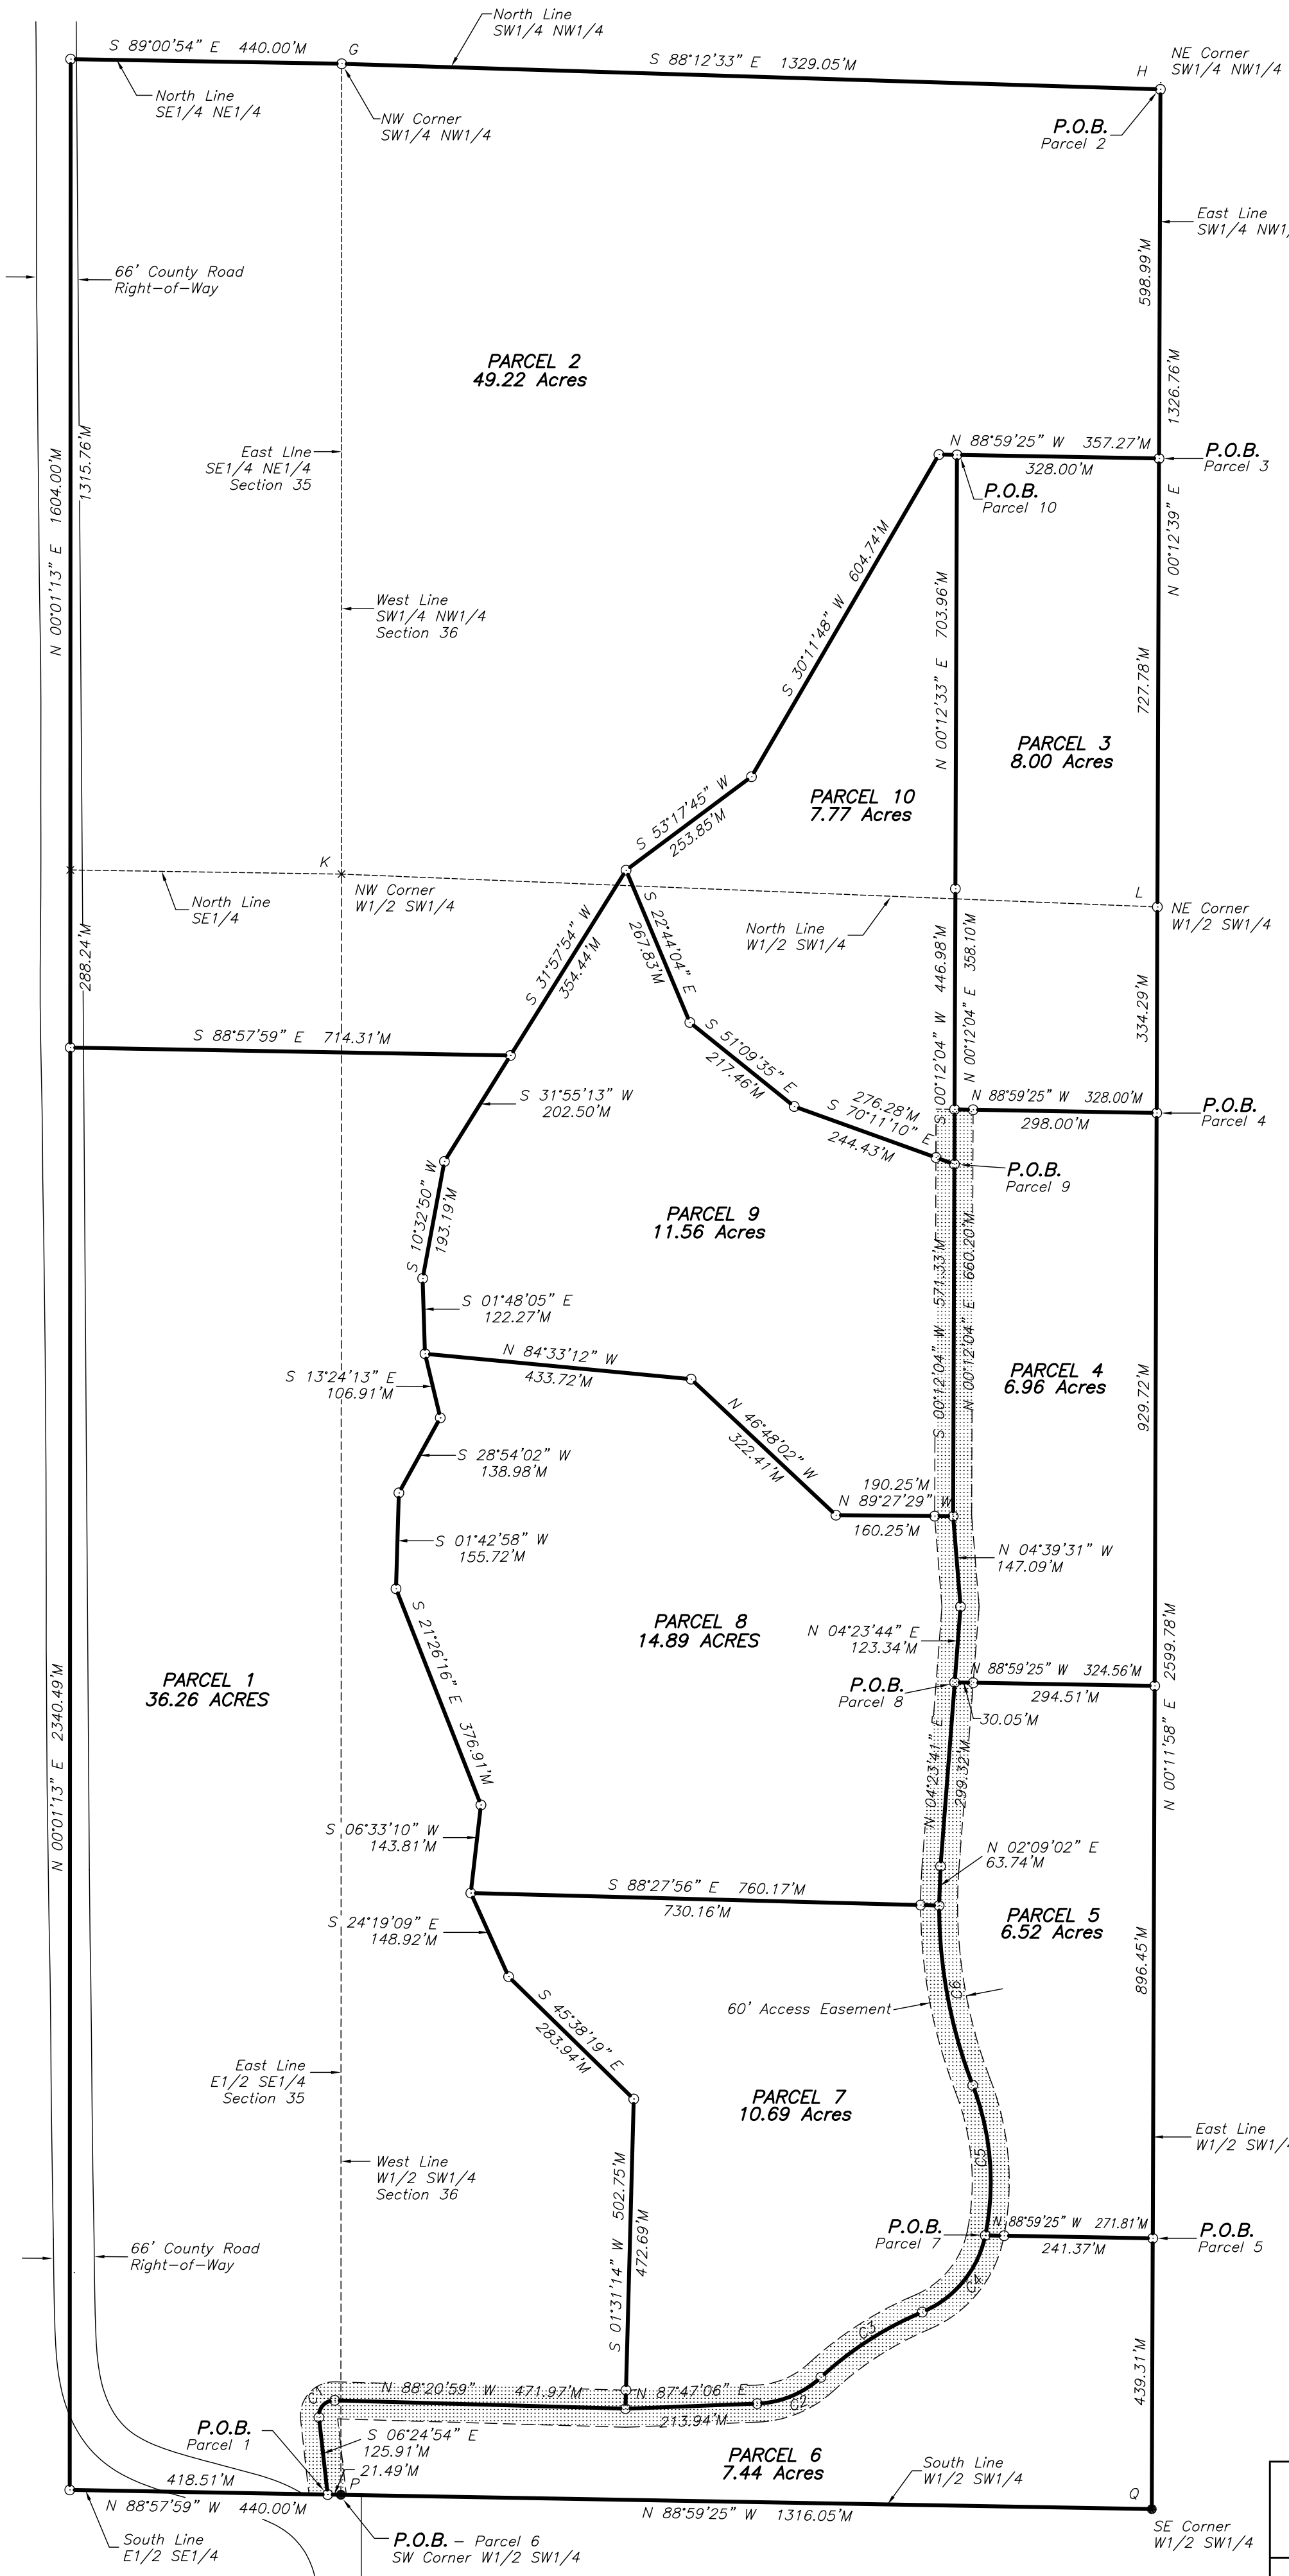 North Line
SW1/4 NW1/4
S 89°00'54" E 440.00'M
G
S 88°12'33" E 1329.05'M
H
NE Corner
SW1/4 NW1/4
North Line
SE1/4 NE1/4
NW Corner
SW1/4 NW1/4
P.O.B.
Parcel 2
East Line
SW1/4 NW1/
66' County Road
Right-of-Way
598.99'M
PARCEL 2
49.22 Acres
1326.76'M
1315.76'M
N 00°01'13" E 1604.00'M
East LIne
SE1/4 NE1/4
Section 35
N 88°59'25" W 357.27'M
328.00'M
P.O.B.
Parcel 3
P.O.B.
Parcel 10
N 00°12'39" E
S 30°11'48" W 604.74'M
N 00°12'33" E 703.96'M
West Line
SW1/4 NW1/4
Section 36
727.78'M
PARCEL 3
8.00 Acres
PARCEL 10
7.77 Acres
S 53°17'45" W
253.85'M
K
North Line
SE1/4
NW Corner
W1/2 SW1/4
North Line
W1/2 SW1/4
L
NE Corner
W1/2 SW1/4
288.24'M
S 31°57'54" W
354.44'M
S 22°44'04" E
267.83'M
S 00°12'04" W 446.98'M
N 00°12'04" E 358.10'M
334.29'M
S 88°57'59" E 714.31'M
S 51°09'35" E
217.46'M
S 31°55'13" W
202.50'M
276.28'M
S 70°11'10" E
244.43'M
N 88°59'25" W 328.00'M
298.00'M
P.O.B.
Parcel 4
P.O.B.
Parcel 9
S 10°32'50" W
193.19'M
PARCEL 9
11.56 Acres
S 00°12'04" W 571.33'M
N 00°12'04" E 660.20'M
S 01°48'05" E
122.27'M
N 84°33'12" W
433.72'M
S 13°24'13" E
106.91'M
PARCEL 4
6.96 Acres
929.72'M
S 28°54'02" W
138.98'M
N 46°48'02" W
322.41'M
190.25'M
N 89°27'29" W
160.25'M
S 01°42'58" W
155.72'M
N 04°39'31" W
147.09'M
PARCEL 8
14.89 ACRES
N 04°23'44" E
123.34'M
N 88°59'25" W 324.56'M
294.51'M
30.05'M
P.O.B.
Parcel 8
PARCEL 1
36.26 ACRES
S 21°26'16" E 376.91'M
N 00°01'13" E 2340.49'M
N 00°11'58" E 2599.78'M
N 04°23'41" E
299.32'M
S 06°33'10" W
143.81'M
N 02°09'02" E
63.74'M
S 88°27'56" E 760.17'M
730.16'M
S 24°19'09" E
148.92'M
PARCEL 5
6.52 Acres
896.45'M
S 45°38'19" E
283.94'M
60' Access Easement
C6
East Line
E1/2 SE1/4
Section 35
PARCEL 7
10.69 Acres
East Line
W1/2 SW1/4
West Line
W1/2 SW1/4
Section 36
C5
S 01°31'14" W 502.75'M
472.69'M
66' County Road
Right-of-Way
P.O.B.
Parcel 7
N 88°59'25" W 271.81'M
241.37'M
P.O.B.
Parcel 5
C4
C3
439.31'M
C1
N 88°20'59" W 471.97'M
N 87°47'06" E
213.94'M
C2
P.O.B.
Parcel 1
S 06°24'54" E
125.91'M
21.49'M
P
PARCEL 6
7.44 Acres
South Line
W1/2 SW1/4
Q
418.51'M
N 88°57'59" W 440.00'M
N 88°59'25" W 1316.05'M
South Line
E1/2 SE1/4
P.O.B. – Parcel 6
SW Corner W1/2 SW1/4
SE Corner
W1/2 SW1/4